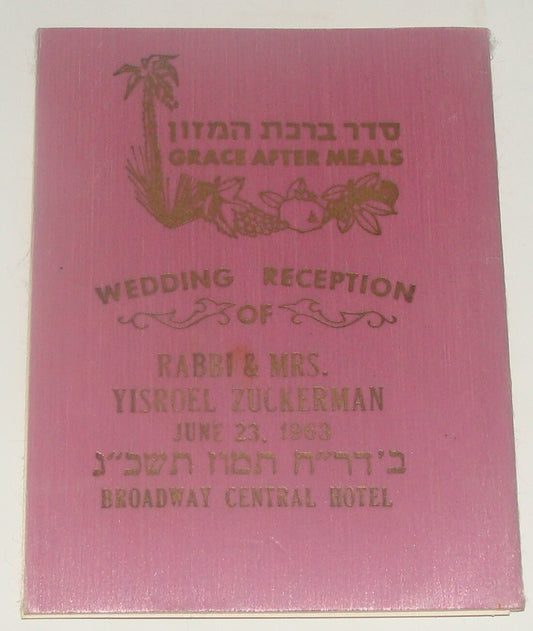 סדר ברכת המזון
GRACE AFTER MEALS
WEDDING RECEPTION
OF
RABBI & MRS.
YISROEL ZUCKERMAN
JUNE 23, 1963
ב׳ דר״ח תמוז תשכ״ג
BROADWAY CENTRAL HOTEL